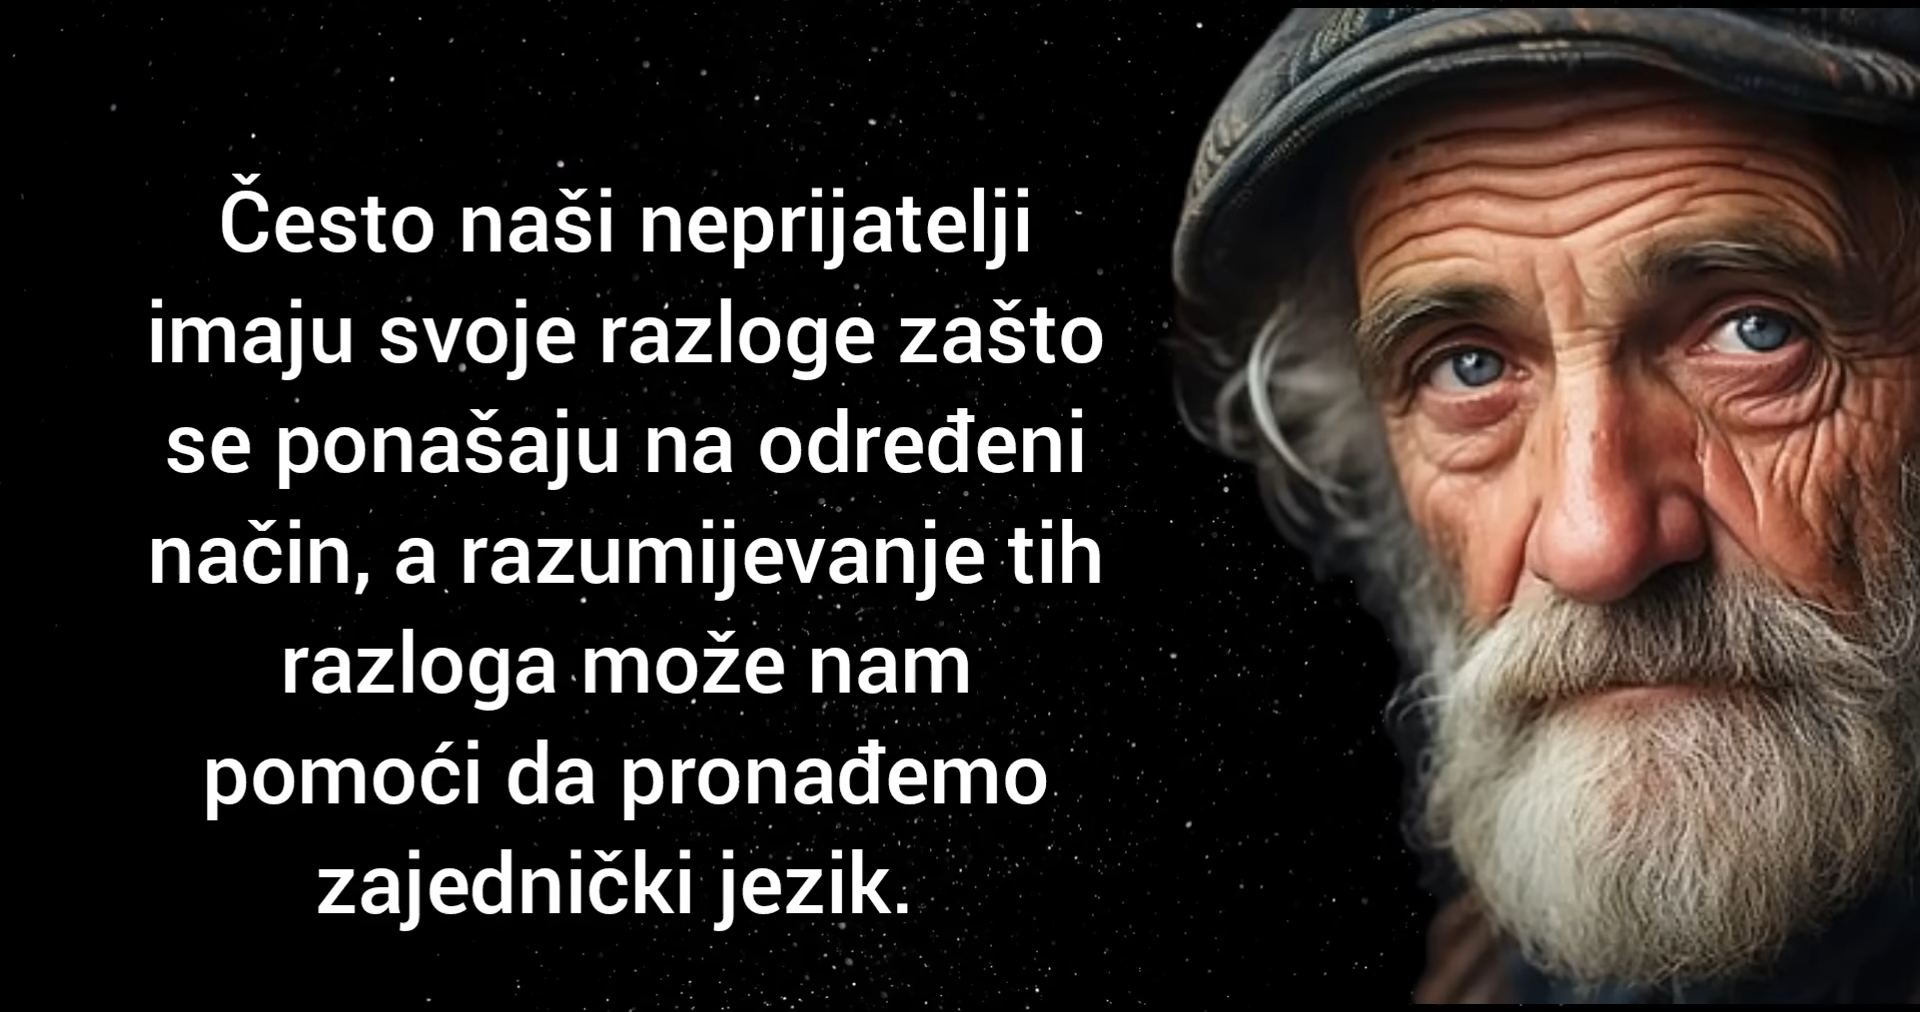 Često naši neprijatelji
imaju svoje razloge zašto
se ponašaju na određeni
način, a razumijevanje tih
razloga može nam
pomoći da pronađemo
zajednički jezik.